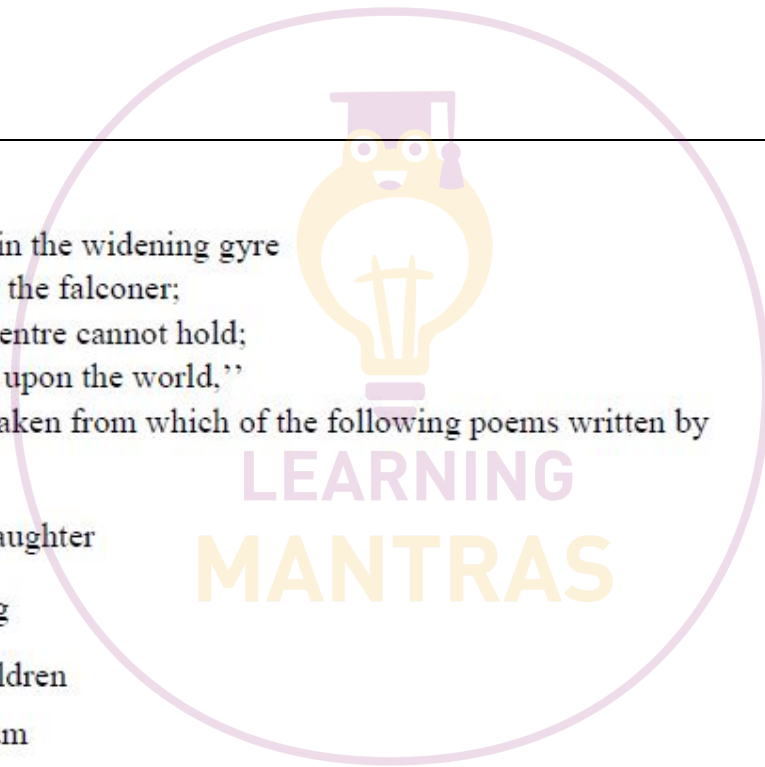 in the widening gyre
the falconer;
entre cannot hold;
upon the world,’’
aken from which of the following poems written by
LEARNING
aughter
MANTRAS
g
ldren
am